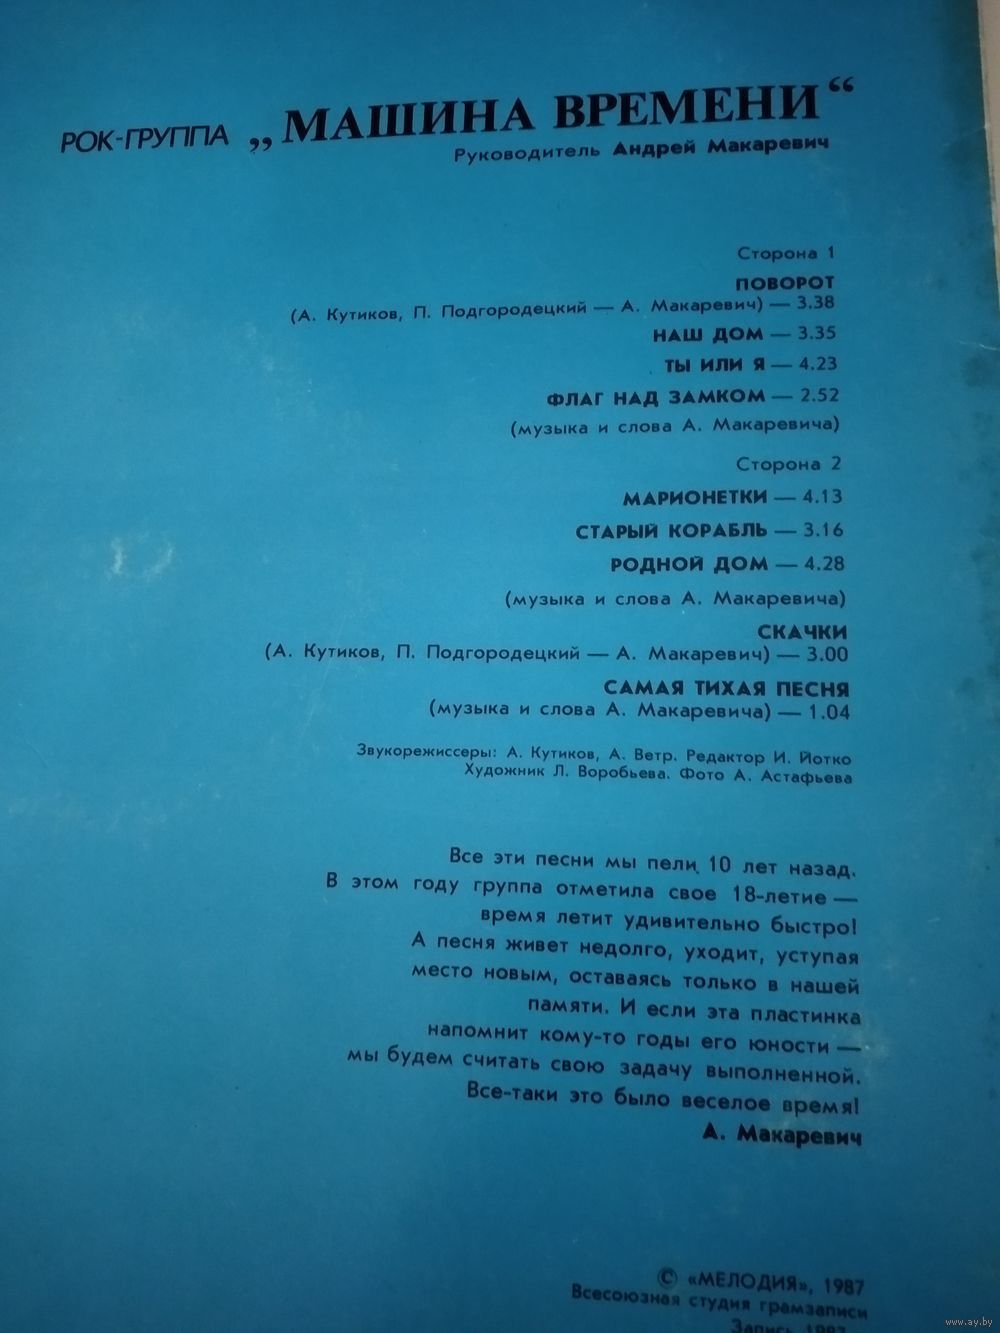 РОК-ГРУППА „МАШИНА ВРЕМЕНИ“
Руководитель Андрей Макаревич
Сторона 1
ПОВОРОТ
(А. Кутиков, П. Подгородецкий — А. Макаревич) — 3.38
НАШ ДОМ — 3.35
ТЫ ИЛИ Я — 4.23
ФЛАГ НАД ЗАМКОМ — 2.52
(музыка и слова А. Макаревича)
Сторона 2
МАРИОНЕТКИ — 4.13
СТАРЫЙ КОРАБЛЬ — 3.16
РОДНОЙ ДОМ — 4.28
(музыка и слова А. Макаревича)
СКАЧКИ
(А. Кутиков, П. Подгородецкий — А. Макаревич) — 3.00
САМАЯ ТИХАЯ ПЕСНЯ
(музыка и слова А. Макаревича) — 1.04
Звукорежиссеры: А. Кутиков, А. Ветр. Редактор И. Йотко
Художник Л. Воробьева. Фото А. Астафьева
Все эти песни мы пели 10 лет назад.
В этом году группа отметила свое 18-летие —
время летит удивительно быстро!
А песня живет недолго, уходит, уступая
место новым, оставаясь только в нашей
памяти. И если эта пластинка
напомнит кому-то годы его юности —
мы будем считать свою задачу выполненной.
Все-таки это было веселое время!
А. Макаревич
© «МЕЛОДИЯ», 1987
Всесоюзная студия грамзаписи
Запись 1987
www.ay.by